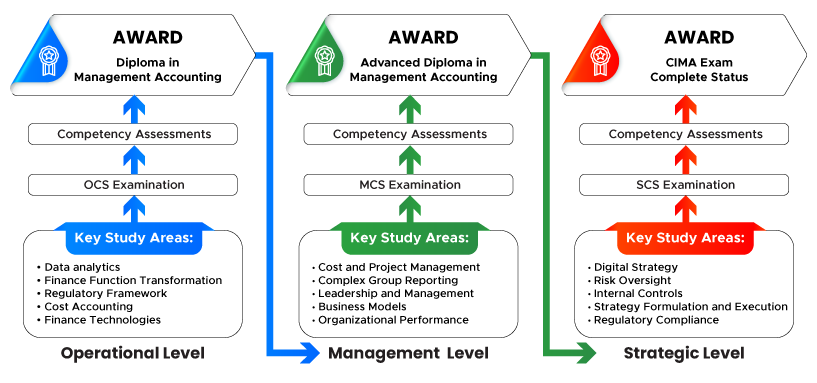 AWARD
Diploma in
Management Accounting
Competency Assessments
OCS Examination
Key Study Areas:
• Data analytics
• Finance Function Transformation
• Regulatory Framework
• Cost Accounting
• Finance Technologies
Operational Level
AWARD
Advanced Diploma in
Management Accounting
Competency Assessments
MCS Examination
Key Study Areas:
• Cost and Project Management
• Complex Group Reporting
• Leadership and Management
• Business Models
• Organizational Performance
Management Level
AWARD
CIMA Exam
Complete Status
Competency Assessments
SCS Examination
Key Study Areas:
• Digital Strategy
• Risk Oversight
• Internal Controls
• Strategy Formulation and Execution
• Regulatory Compliance
Strategic Level